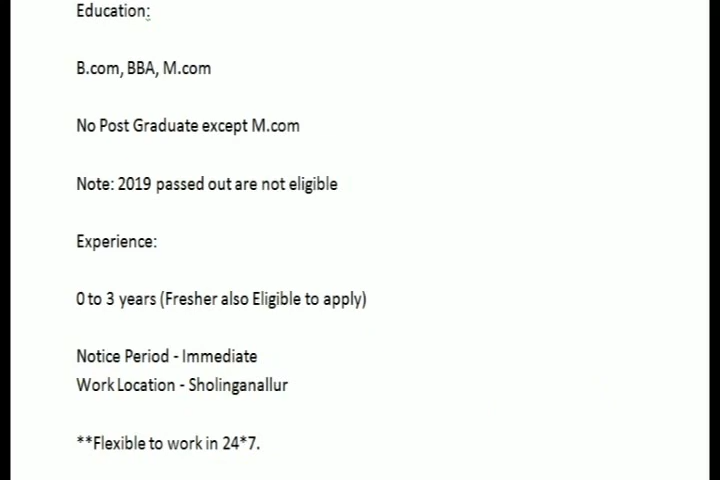 Education:
B.com, BBA, M.com
No Post Graduate except M.com
Note: 2019 passed out are not eligible
Experience:
0 to 3 years (Fresher also Eligible to apply)
Notice Period - Immediate
Work Location - Sholinganallur
**Flexible to work in 24*7.